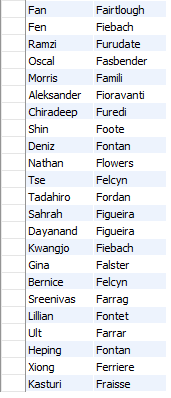 Fan Fairtlough
Fen Fiebach
Ramzi Furudate
Oscal Fasbender
Morris Famili
Aleksander Fioravanti
Chiradeep Furedi
Shin Foote
Deniz Fontan
Nathan Flowers
Tse Felcyn
Tadahiro Fordan
Sahrah Figueira
Dayanand Figueira
Kwangjo Fiebach
Gina Falster
Bernice Felcyn
Sreenivas Farrag
Lillian Fontet
Ult Farrar
Heping Fontan
Xiong Ferriere
Kasturi Fraisse